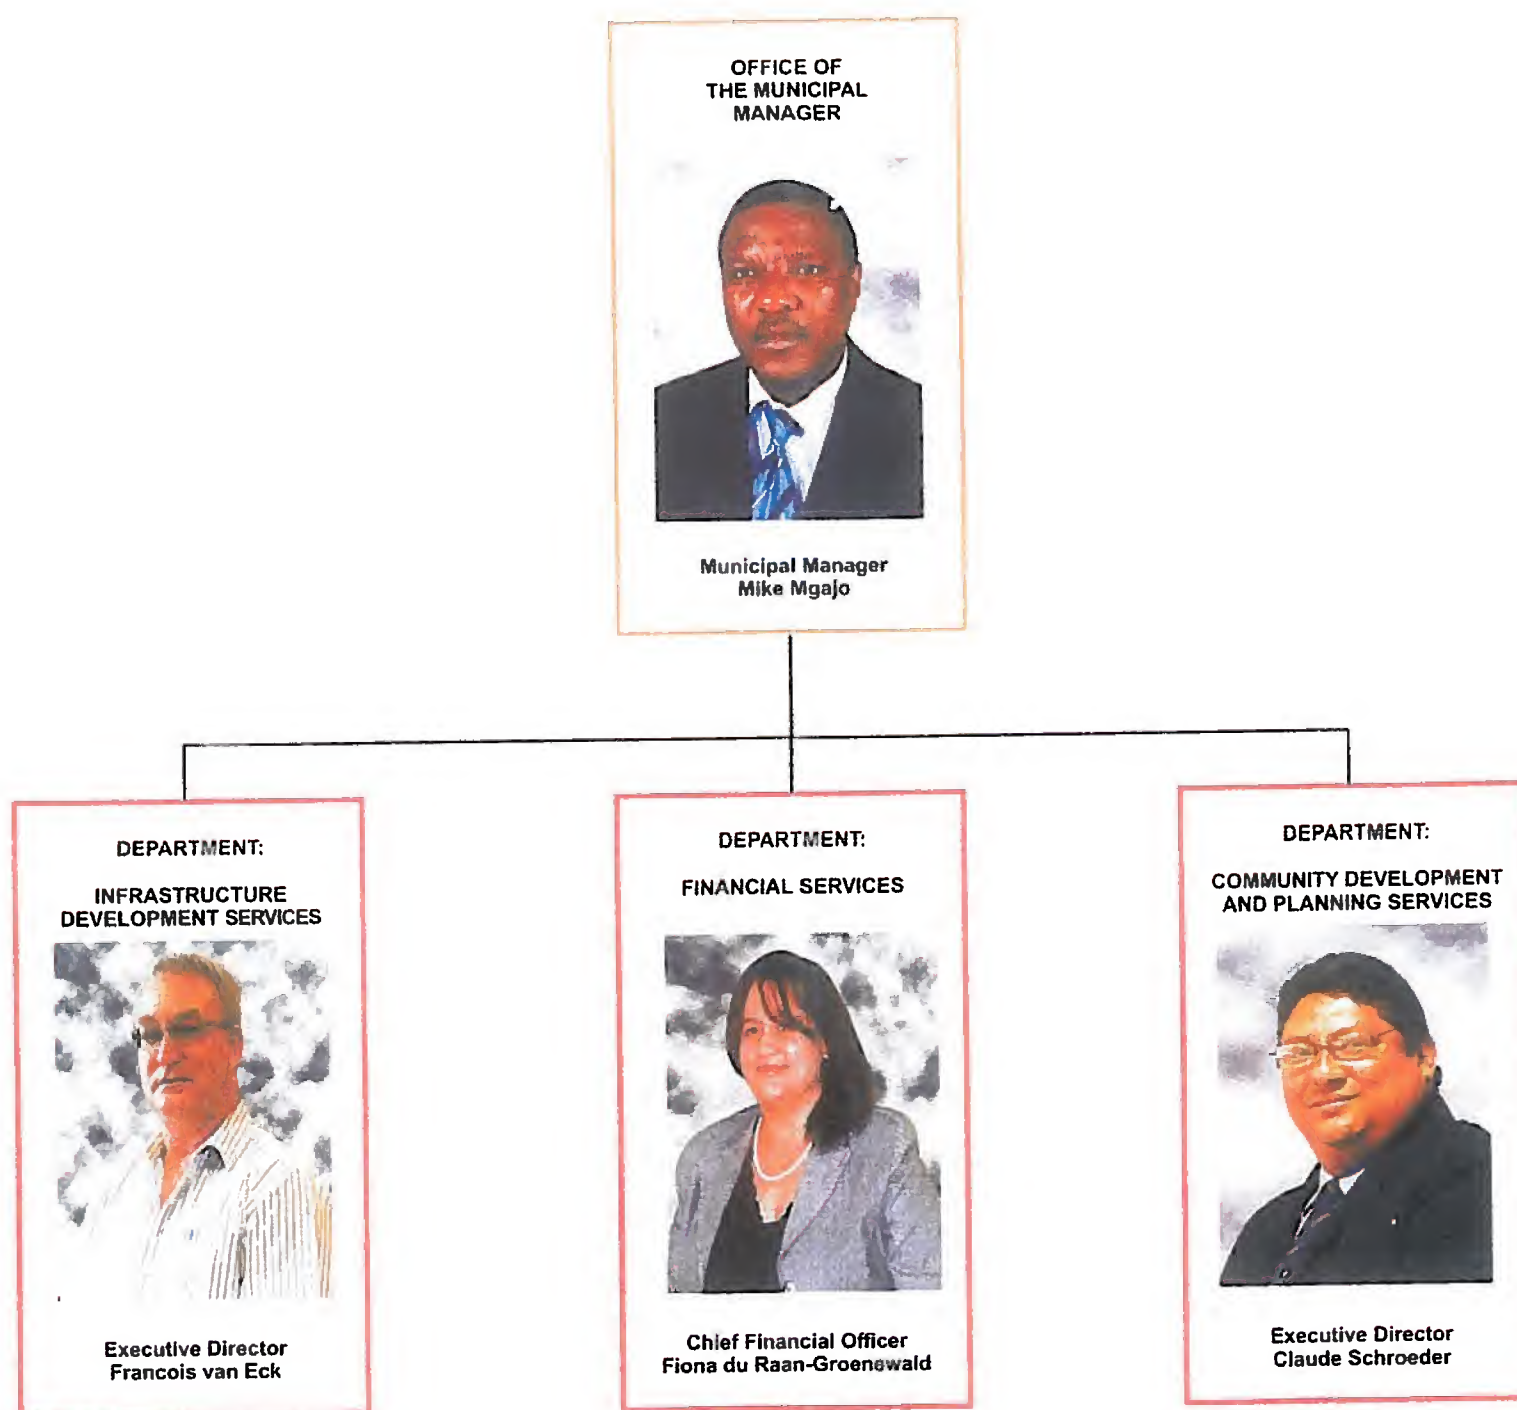 OFFICE OF
THE MUNICIPAL
MANAGER
Municipal Manager
Mike Mgajo
DEPARTMENT:
INFRASTRUCTURE
DEVELOPMENT SERVICES
Executive Director
Francois van Eck
DEPARTMENT:
FINANCIAL SERVICES
Chief Financial Officer
Fiona du Raan-Groenewald
DEPARTMENT:
COMMUNITY DEVELOPMENT
AND PLANNING SERVICES
Executive Director
Claude Schroeder